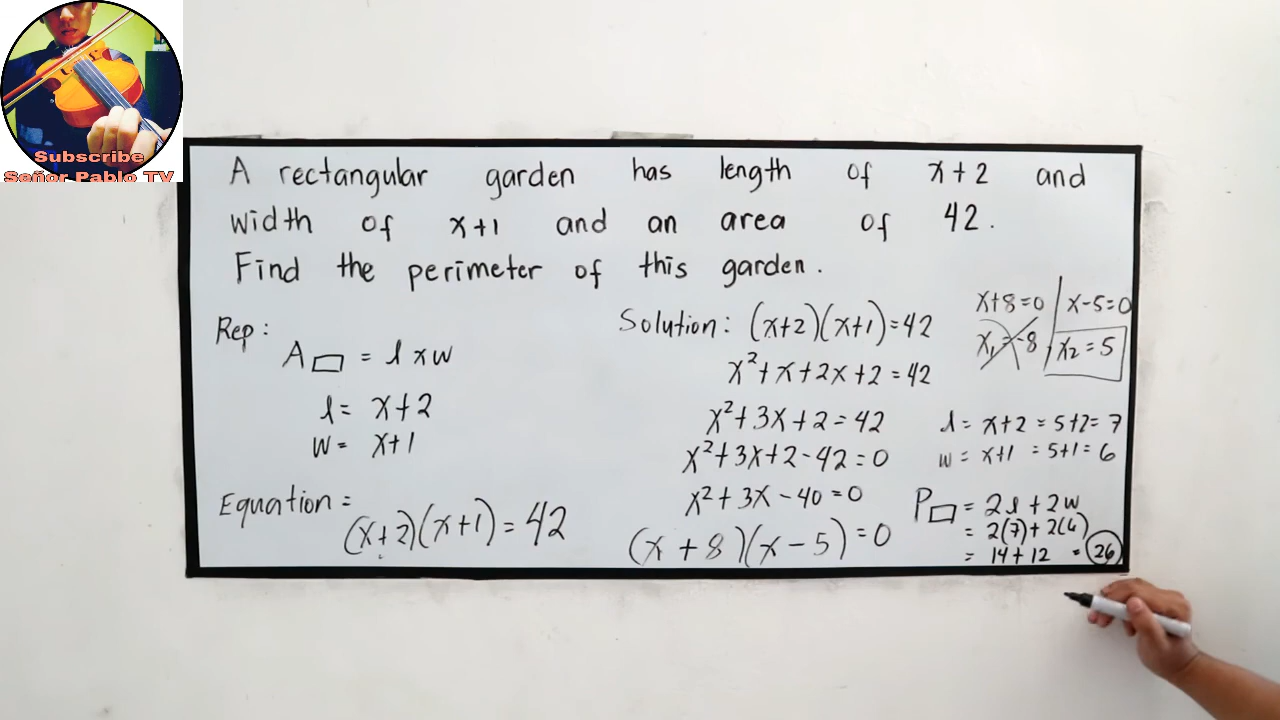 Subscribe
Señor Pablo TV
A rectangular garden has length of x+2 and
width of x+1 and an area of 42.
Find the perimeter of this garden.
Rep:
A▭ = l x w
l = x+2
w = x+1
Equation =
(x+2)(x+1) = 42
Solution: (x+2)(x+1)=42
x²+x+2x+2=42
x²+3x+2=42
x²+3x+2-42=0
x²+3x-40=0
(x+8)(x-5)=0
x+8=0
x₁=-8
x-5=0
x₂=5
l = x+2 = 5+2 = 7
w = x+1 = 5+1 = 6
P▭ = 2l+2w
= 2(7)+2(6)
= 14+12 = 26